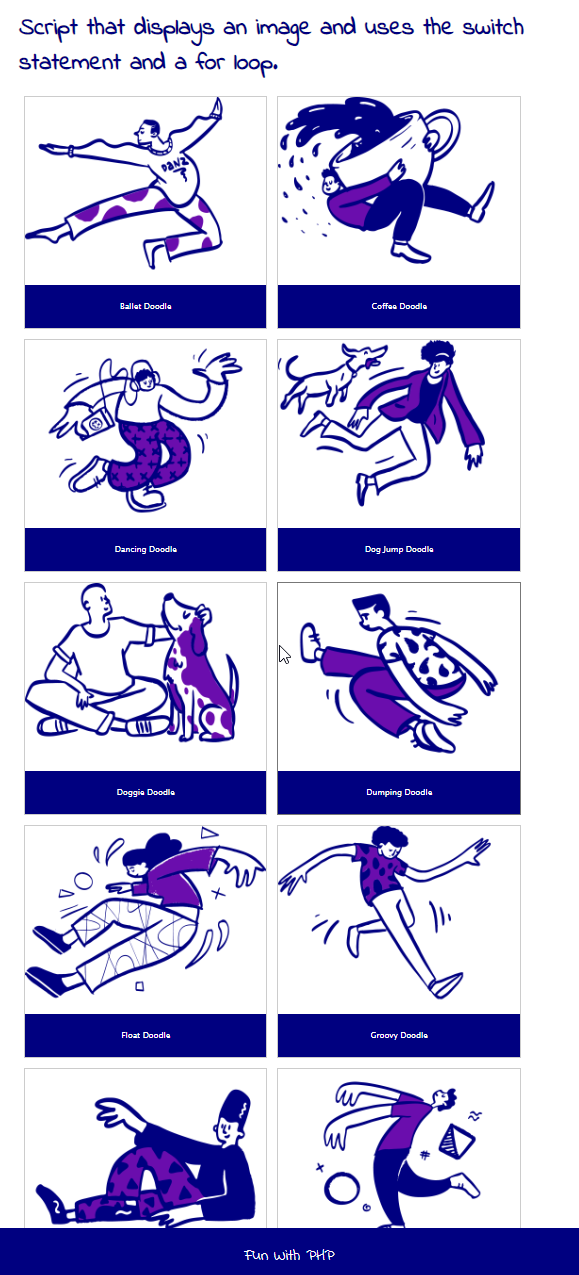 Script that displays an image and uses the switch
statement and a for loop.
DANZ
Ballet Doodle
Coffee Doodle
Dancing Doodle
Dog Jump Doodle
Doggie Doodle
Dumping Doodle
Float Doodle
Groovy Doodle
Fun With PHP